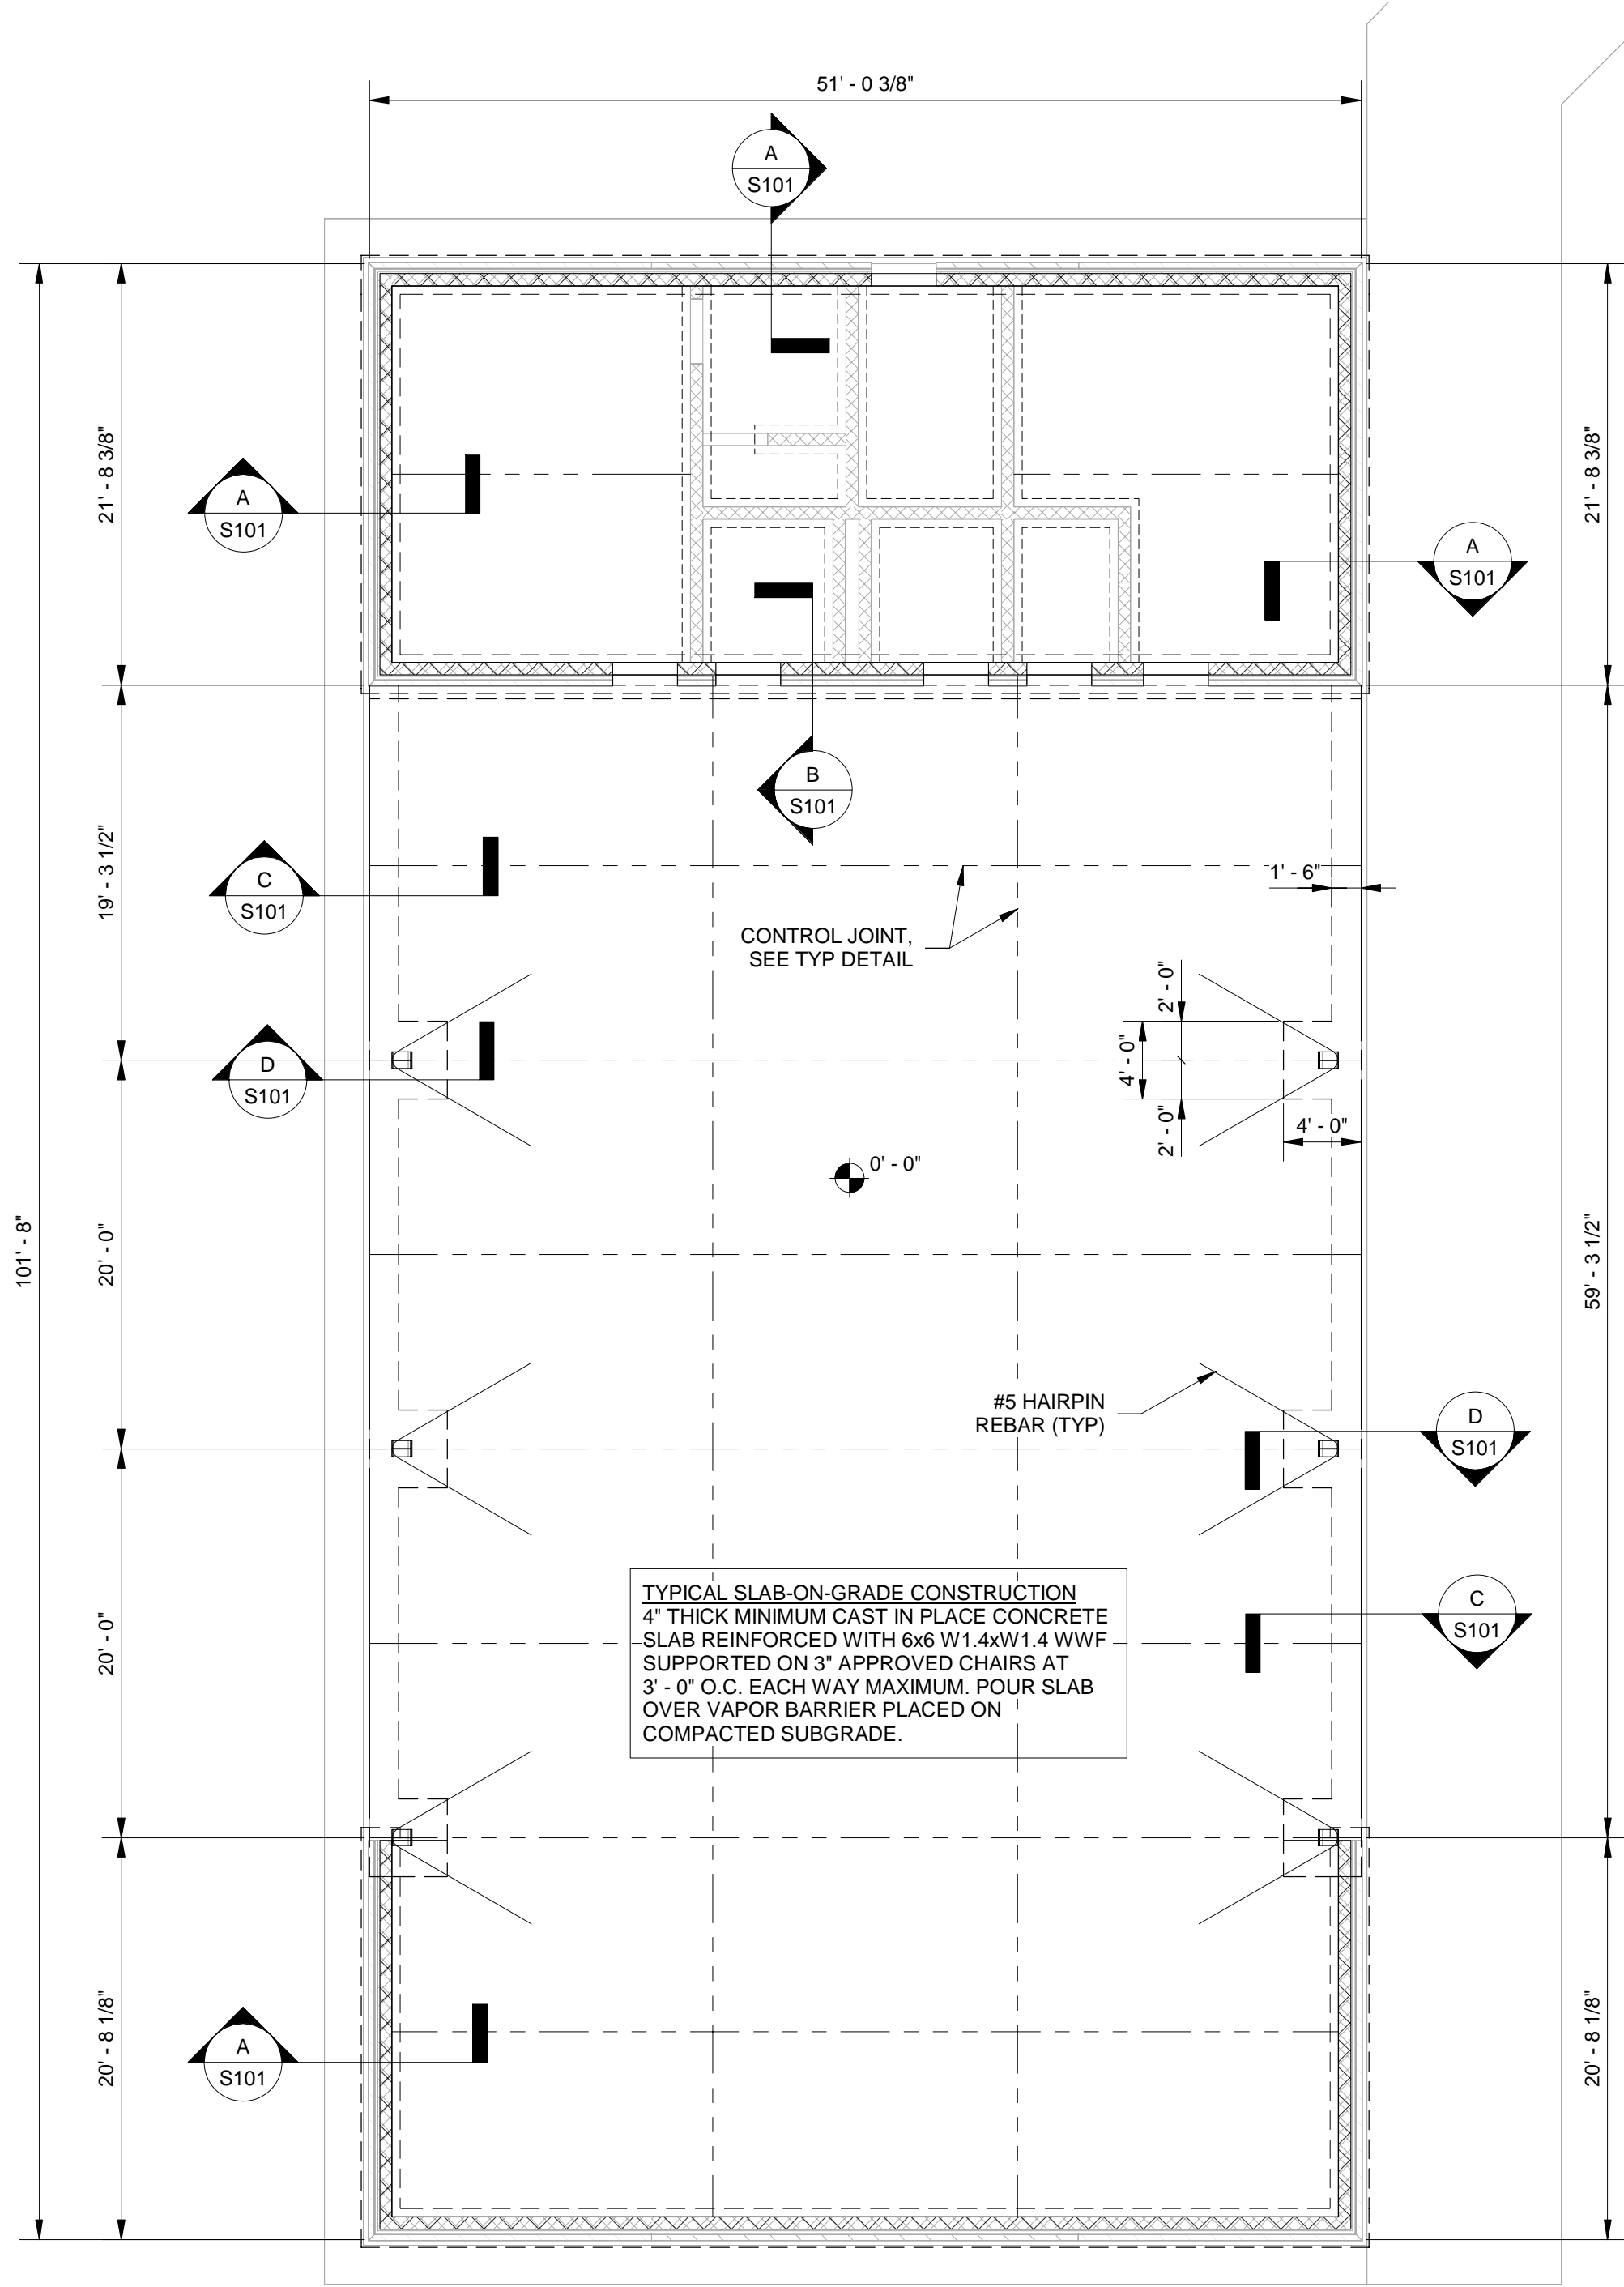 51' - 0 3/8"
A
S101
21' - 8 3/8"
21' - 8 3/8"
A
S101
A
S101
B
S101
19' - 3 1/2"
C
S101
1' - 6"
CONTROL JOINT,
SEE TYP DETAIL
2' - 0"
4' - 0"
2' - 0"
4' - 0"
D
S101
0' - 0"
101' - 8"
20' - 0"
59' - 3 1/2"
#5 HAIRPIN
REBAR (TYP)
D
S101
20' - 0"
TYPICAL SLAB-ON-GRADE CONSTRUCTION
4" THICK MINIMUM CAST IN PLACE CONCRETE
SLAB REINFORCED WITH 6x6 W1.4xW1.4 WWF
SUPPORTED ON 3" APPROVED CHAIRS AT
3' - 0" O.C. EACH WAY MAXIMUM. POUR SLAB
OVER VAPOR BARRIER PLACED ON
COMPACTED SUBGRADE.
C
S101
20' - 8 1/8"
A
S101
20' - 8 1/8"